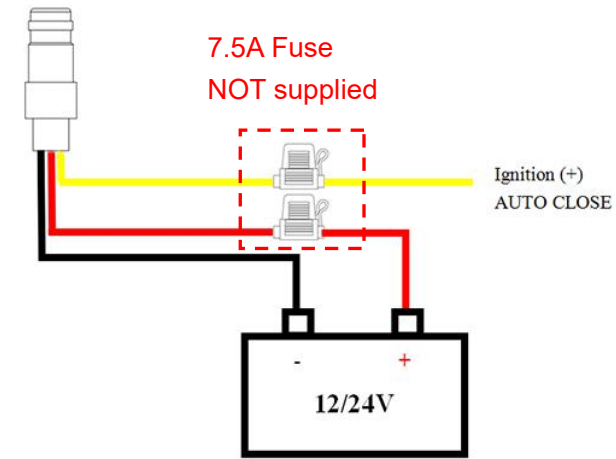 7.5A Fuse
NOT supplied
Ignition (+)
AUTO CLOSE
- +
12/24V